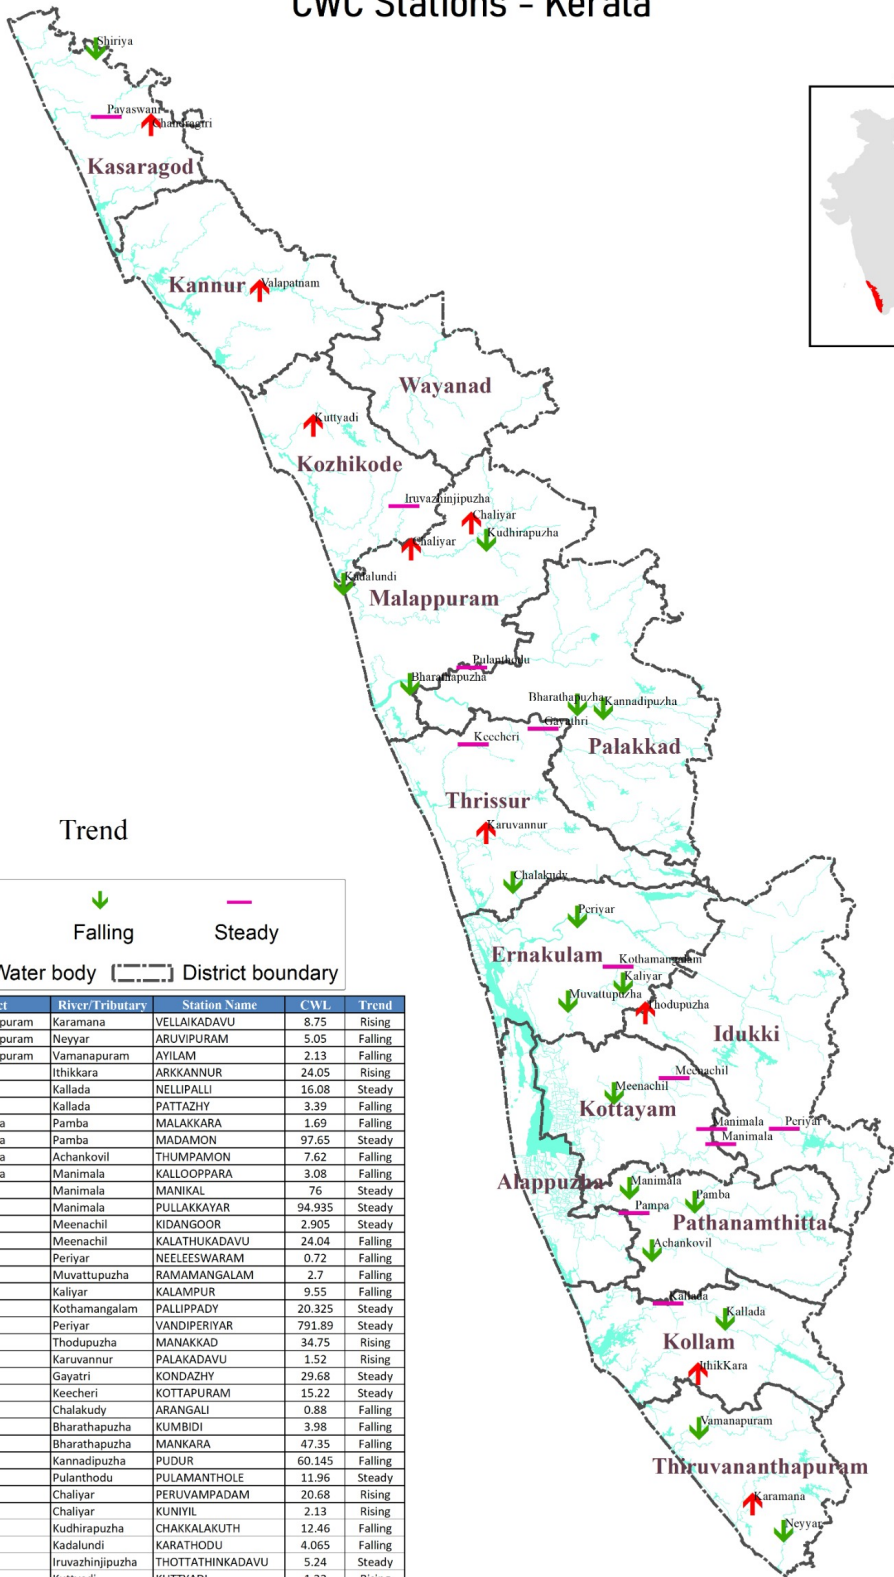 CWC Stations - Kerala
Shiriya
Payaswani
Chandragiri
Kasaragod
Kannur
Valapatnam
Wayanad
Kuttyadi
Kozhikode
Iruvazhinjipuzha
Chaliyar
Kudhirapuzha
Chaliyar
Kadalundi
Malappuram
Pulanthodu
Bharathapuzha
Bharathapuzha
Kannadipuzha
Gayathri
Keecheri
Palakkad
Thrissur
Karuvannur
Chalakudy
Periyar
Ernakulam
Kothamangalam
Kaliyar
Muvattupuzha
Thodupuzha
Idukki
Meenachil
Meenachil
Kottayam
Manimala
Periyar
Manimala
Alappuzha
Manimala
Pamba
Pampa
Pathanamthitta
Achankovil
Kallada
Kallada
Kollam
IthikKara
Vamanapuram
Thiruvananthapuram
Karamana
Neyyar
Trend
Falling Steady
Water body District boundary
ct River/Tributary Station Name CWL Trend
puram Karamana VELLAIKADAVU 8.75 Rising
puram Neyyar ARUVIPURAM 5.05 Falling
puram Vamanapuram AYILAM 2.13 Falling
Ithikkara ARKKANNUR 24.05 Rising
Kallada NELLIPALLI 16.08 Steady
Kallada PATTAZHY 3.39 Falling
a Pamba MALAKKARA 1.69 Falling
a Pamba MADAMON 97.65 Steady
a Achankovil THUMPAMON 7.62 Falling
a Manimala KALLOOPPARA 3.08 Falling
Manimala MANIKAL 76 Steady
Manimala PULLAKKAYAR 94.935 Steady
Meenachil KIDANGOOR 2.905 Steady
Meenachil KALATHUKADAVU 24.04 Falling
Periyar NEELEESWARAM 0.72 Falling
Muvattupuzha RAMAMANGALAM 2.7 Falling
Kaliyar KALAMPUR 9.55 Falling
Kothamangalam PALLIPPADY 20.325 Steady
Periyar VANDIPERIYAR 791.89 Steady
Thodupuzha MANAKKAD 34.75 Rising
Karuvannur PALAKADAVU 1.52 Rising
Gayatri KONDAZHY 29.68 Steady
Keecheri KOTTAPURAM 15.22 Steady
Chalakudy ARANGALI 0.88 Falling
Bharathapuzha KUMBIDI 3.98 Falling
Bharathapuzha MANKARA 47.35 Falling
Kannadipuzha PUDUR 60.145 Falling
Pulanthodu PULAMANTHOLE 11.96 Steady
Chaliyar PERUVAMPADAM 20.68 Rising
Chaliyar KUNIYIL 2.13 Rising
Kudhirapuzha CHAKKALAKUTH 12.46 Falling
Kadalundi KARATHODU 4.065 Falling
Iruvazhinjipuzha THOTTATHINKADAVU 5.24 Steady